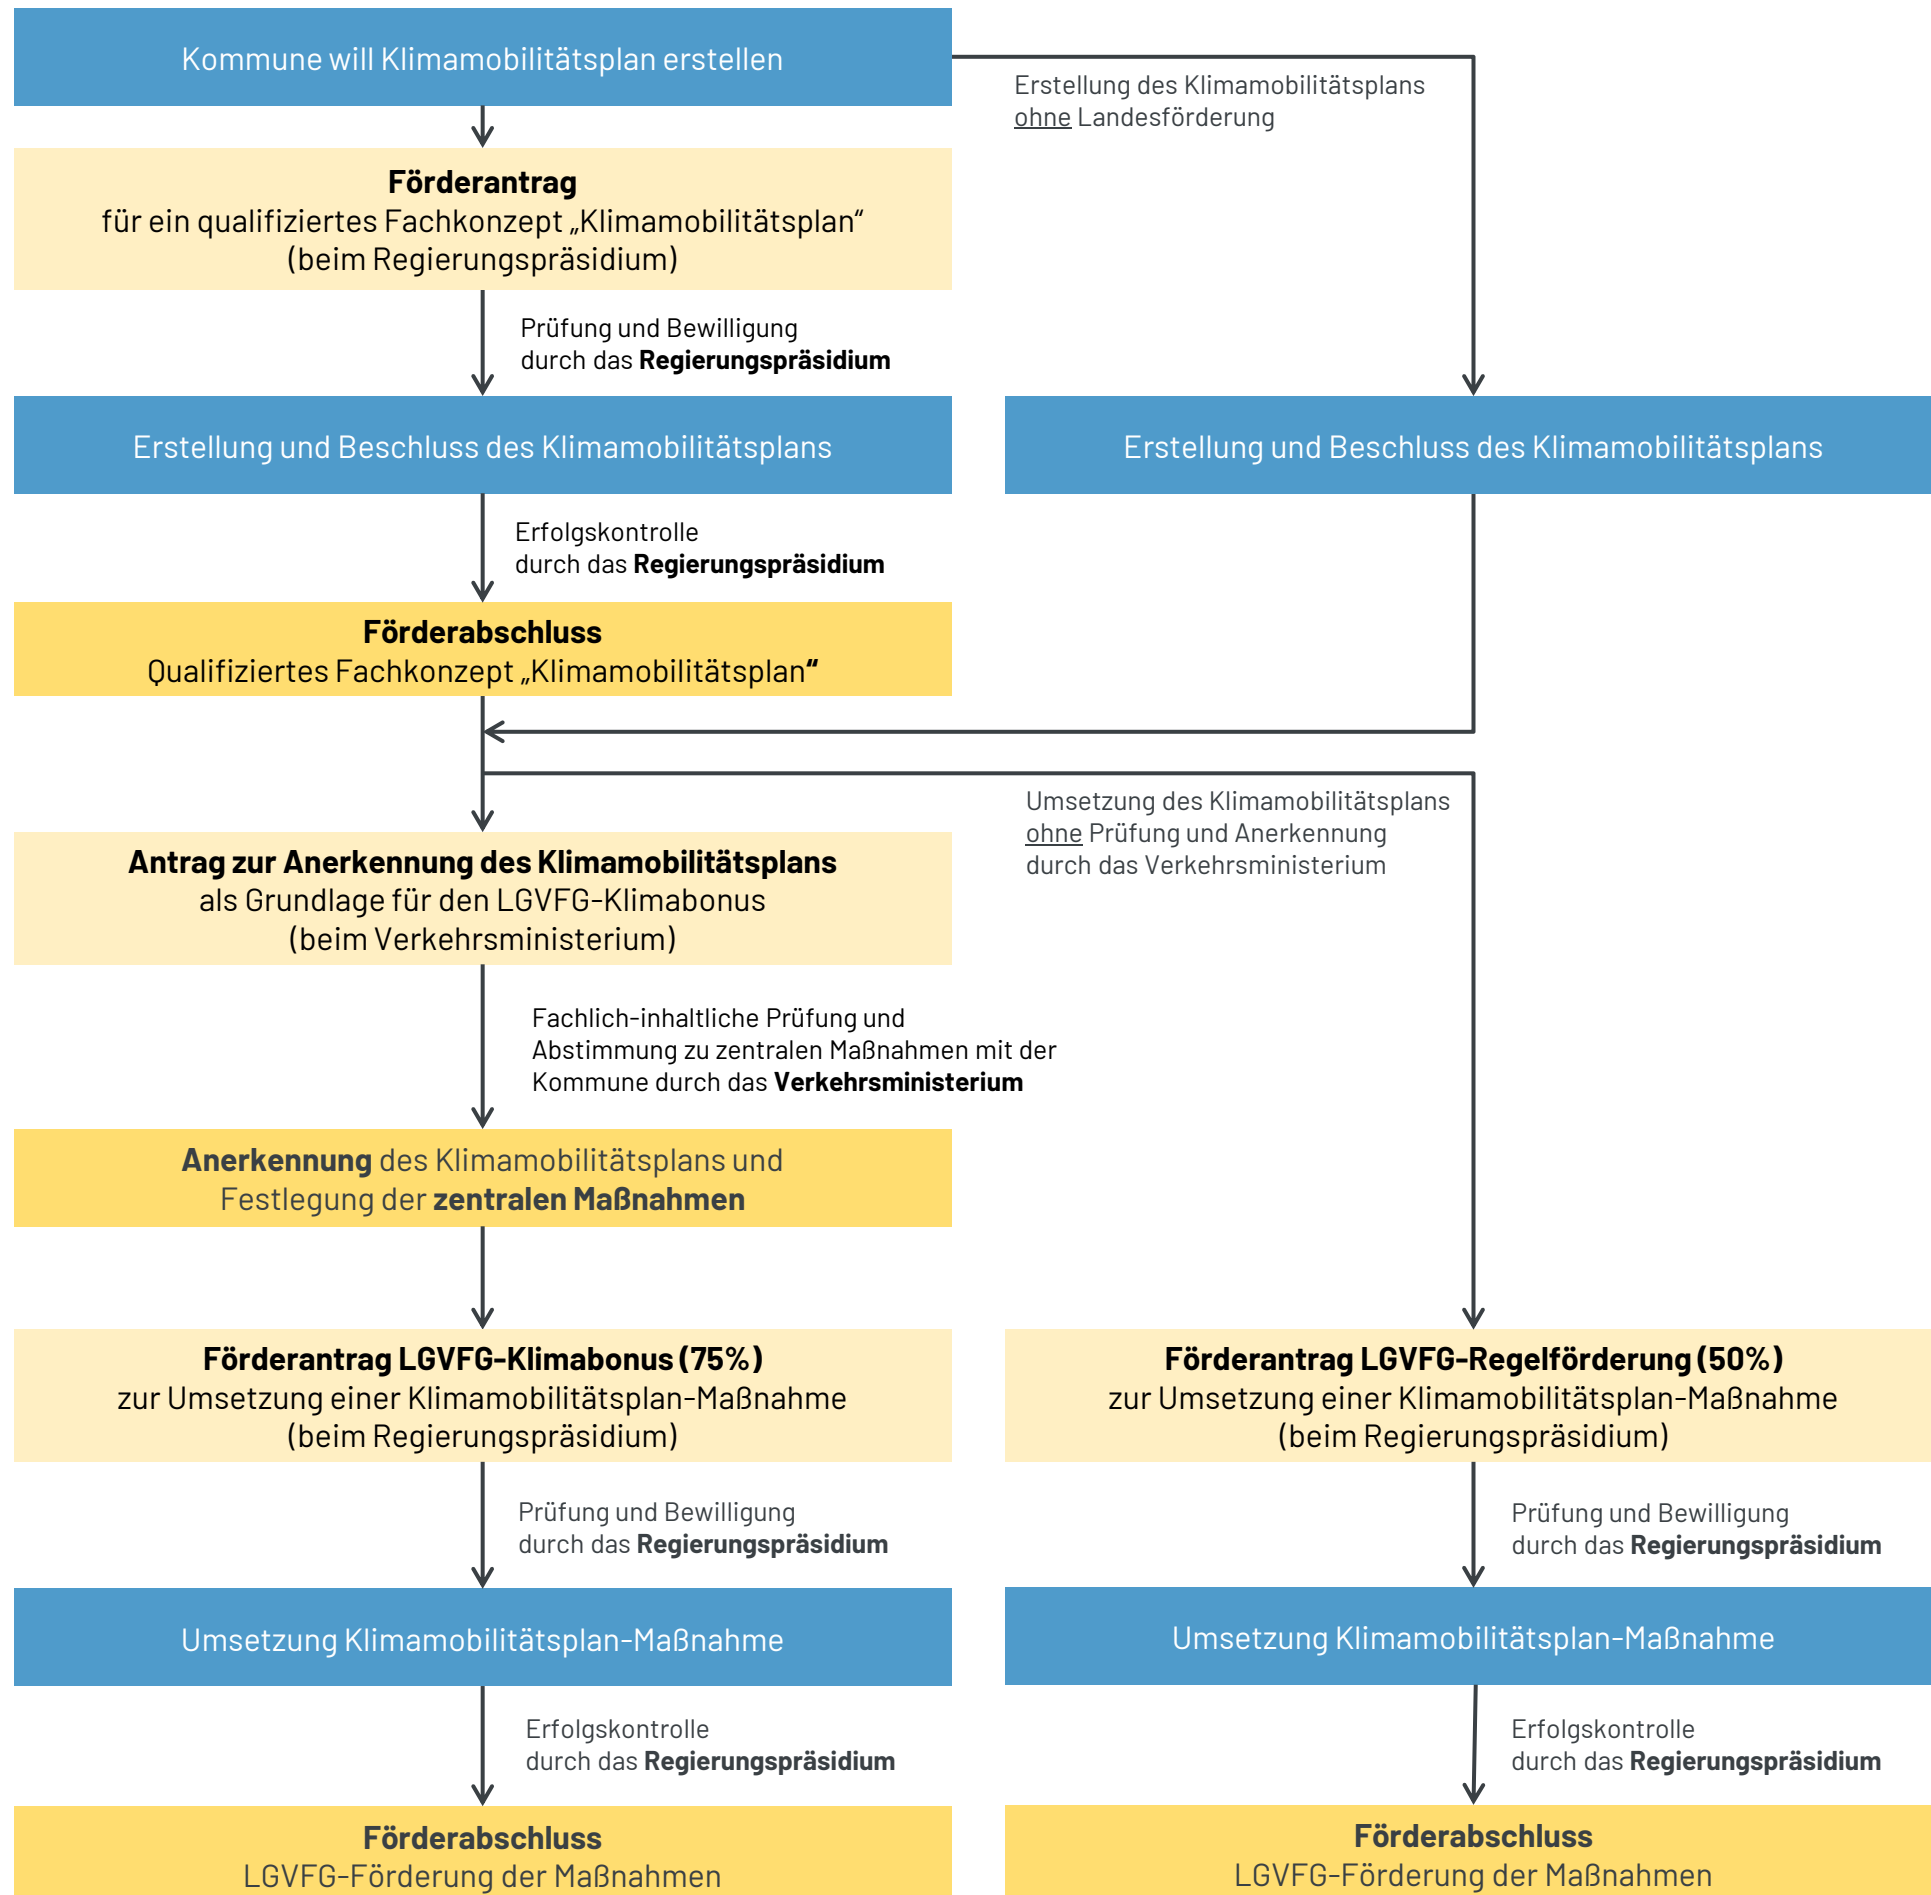 Kommune will Klimamobilitätsplan erstellen
Erstellung des Klimamobilitätsplans
ohne Landesförderung
Förderantrag
für ein qualifiziertes Fachkonzept „Klimamobilitätsplan“
(beim Regierungspräsidium)
Prüfung und Bewilligung
durch das Regierungspräsidium
Erstellung und Beschluss des Klimamobilitätsplans
Erstellung und Beschluss des Klimamobilitätsplans
Erfolgskontrolle
durch das Regierungspräsidium
Förderabschluss
Qualifiziertes Fachkonzept „Klimamobilitätsplan“
Umsetzung des Klimamobilitätsplans
ohne Prüfung und Anerkennung
durch das Verkehrsministerium
Antrag zur Anerkennung des Klimamobilitätsplans
als Grundlage für den LGVFG-Klimabonus
(beim Verkehrsministerium)
Fachlich-inhaltliche Prüfung und
Abstimmung zu zentralen Maßnahmen mit der
Kommune durch das Verkehrsministerium
Anerkennung des Klimamobilitätsplans und
Festlegung der zentralen Maßnahmen
Förderantrag LGVFG-Klimabonus (75%)
zur Umsetzung einer Klimamobilitätsplan-Maßnahme
(beim Regierungspräsidium)
Förderantrag LGVFG-Regelförderung (50%)
zur Umsetzung einer Klimamobilitätsplan-Maßnahme
(beim Regierungspräsidium)
Prüfung und Bewilligung
durch das Regierungspräsidium
Prüfung und Bewilligung
durch das Regierungspräsidium
Umsetzung Klimamobilitätsplan-Maßnahme
Umsetzung Klimamobilitätsplan-Maßnahme
Erfolgskontrolle
durch das Regierungspräsidium
Erfolgskontrolle
durch das Regierungspräsidium
Förderabschluss
LGVFG-Förderung der Maßnahmen
Förderabschluss
LGVFG-Förderung der Maßnahmen